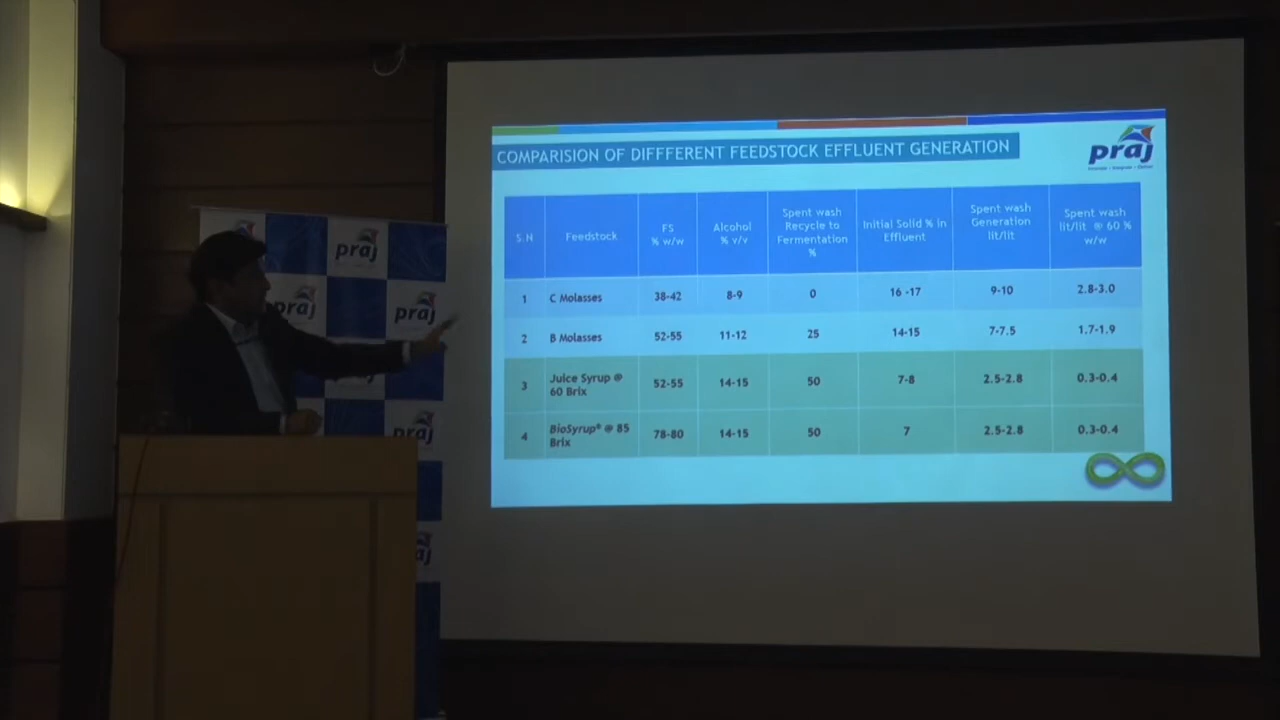 COMPARISION OF DIFFFERENT FEEDSTOCK EFFLUENT GENERATION
praj
S.N
Feedstock
FS
% w/w
Alcohol
% v/v
Spent wash
Recycle to
Fermentation
%
Initial Solid % in
Effluent
Spent wash
Generation
lit/lit
Spent wash
lit/lit @ 60 %
w/w
1
C Molasses
38-42
8-9
0
16 -17
9-10
2.8-3.0
2
B Molasses
52-55
11-12
25
14-15
7-7.5
1.7-1.9
3
Juice Syrup @
60 Brix
52-55
14-15
50
7-8
2.5-2.8
0.3-0.4
4
BioSyrup® @ 85
Brix
78-80
14-15
50
7
2.5-2.8
0.3-0.4
praj
praj
praj
praj